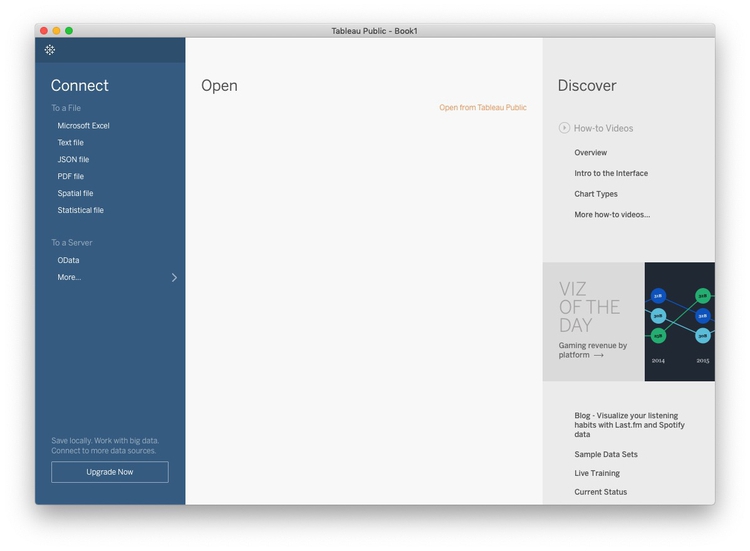 Tableau Public - Book1
Connect
To a File
Microsoft Excel
Text file
JSON file
PDF file
Spatial file
Statistical file
To a Server
OData
More...
Save locally. Work with big data.
Connect to more data sources.
Upgrade Now
Open
Open from Tableau Public
Discover
How-to Videos
Overview
Intro to the Interface
Chart Types
More how-to videos...
VIZ
OF THE
DAY
Gaming revenue by
platform →
2014 2015
Blog - Visualize your listening
habits with Last.fm and Spotify
data
Sample Data Sets
Live Training
Current Status